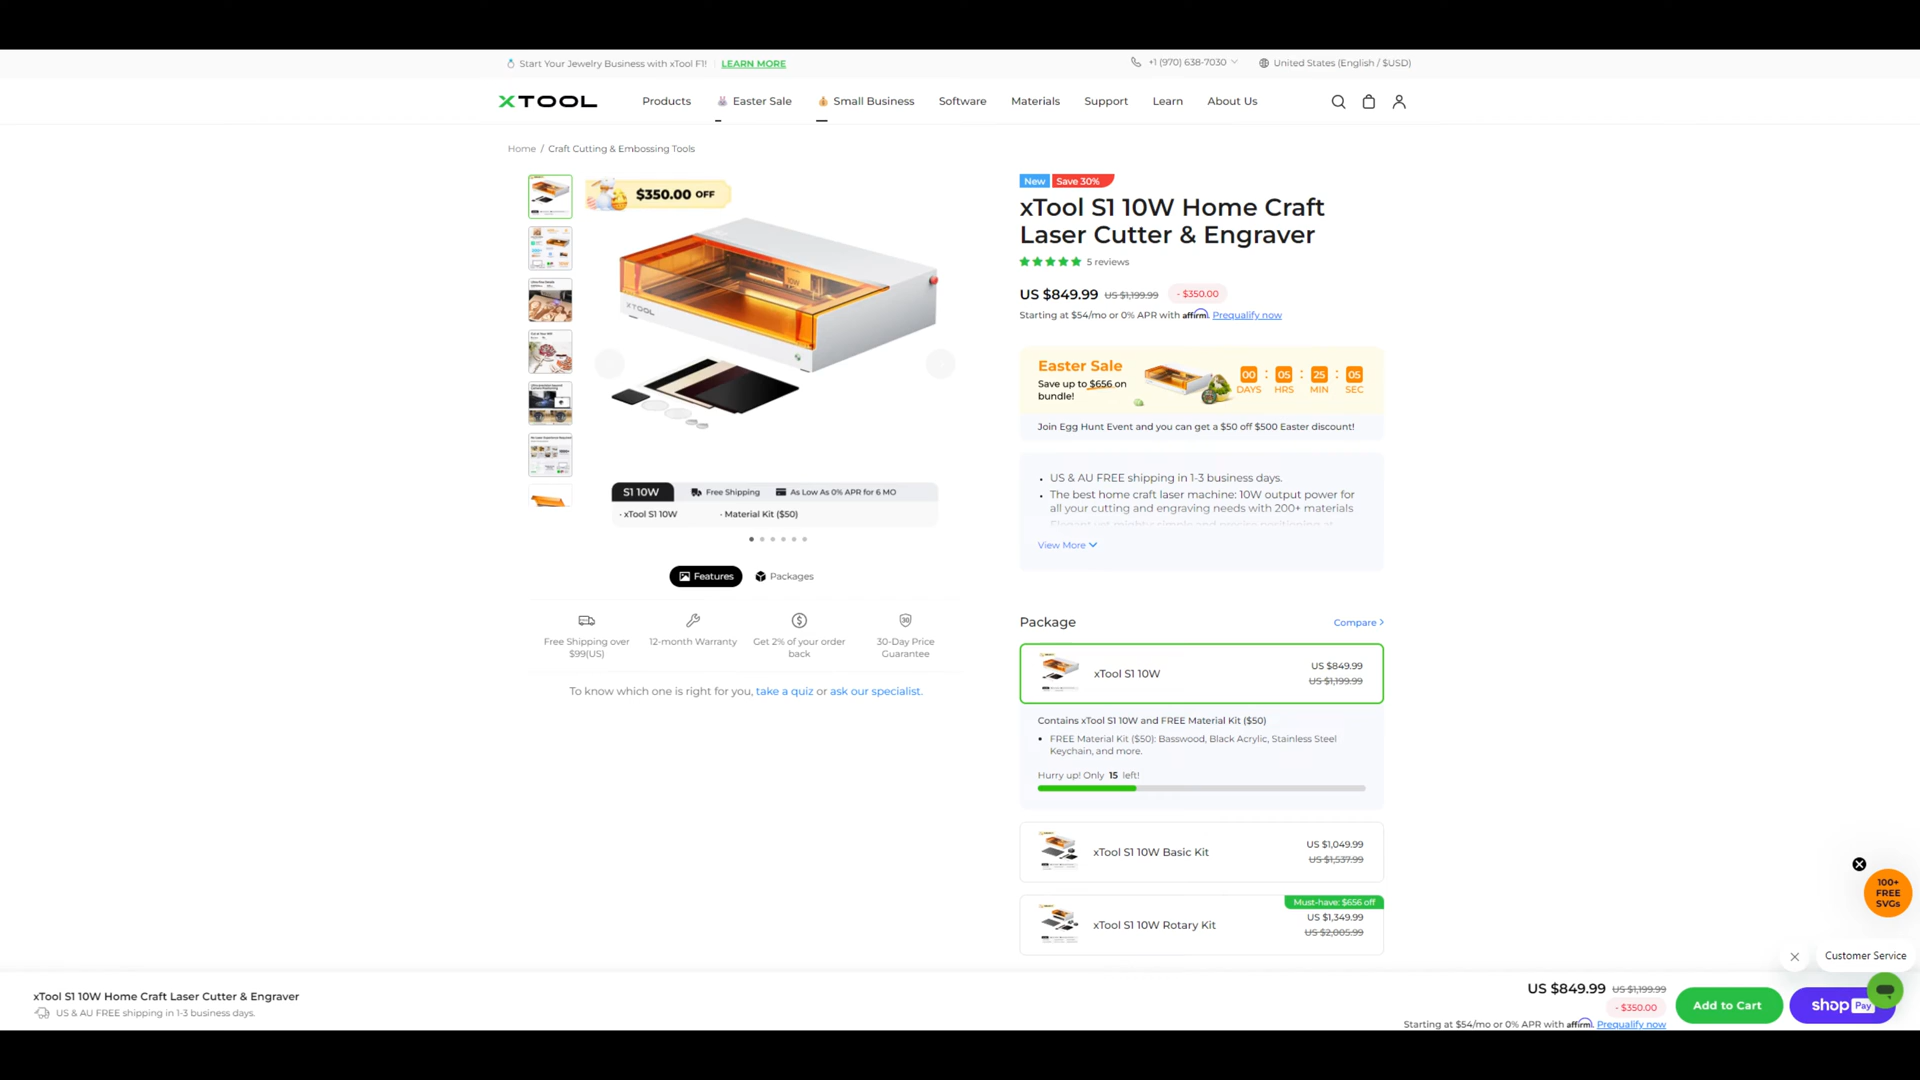 Start Your Jewelry Business with xTool F1! LEARN MORE
+1 (970) 638-7030
United States (English / $USD)
XTOOL
Products
Easter Sale
Small Business
Software
Materials
Support
Learn
About Us
Home / Craft Cutting & Embossing Tools
$350.00 OFF
XTOOL
S1 10W
Free Shipping
As Low As 0% APR for 6 MO
· xTool S1 10W
· Material Kit ($50)
Features
Packages
Free Shipping over
$99(US)
12-month Warranty
Get 2% of your order
back
30-Day Price
Guarantee
To know which one is right for you, take a quiz or ask our specialist.
New
Save 30%
xTool S1 10W Home Craft
Laser Cutter & Engraver
5 reviews
US $849.99 US $1,199.99 - $350.00
Starting at $54/mo or 0% APR with affirm. Prequalify now
Easter Sale
Save up to $656 on
bundle!
00 : 05 : 25 : 05
DAYS HRS MIN SEC
Join Egg Hunt Event and you can get a $50 off $500 Easter discount!
• US & AU FREE shipping in 1-3 business days.
• The best home craft laser machine: 10W output power for
all your cutting and engraving needs with 200+ materials
Elegant yet mighty, simple and precise positioning at
View More
Package
Compare >
xTool S1 10W
US $849.99
US $1,199.99
Contains xTool S1 10W and FREE Material Kit ($50)
• FREE Material Kit ($50): Basswood, Black Acrylic, Stainless Steel
Keychain, and more.
Hurry up! Only 15 left!
xTool S1 10W Basic Kit
US $1,049.99
US $1,537.99
Must-have: $656 off
xTool S1 10W Rotary Kit
US $1,349.99
US $2,005.99
100+
FREE
SVGs
Customer Service
xTool S1 10W Home Craft Laser Cutter & Engraver
US & AU FREE shipping in 1-3 business days.
US $849.99 US $1,199.99
- $350.00
Starting at $54/mo or 0% APR with affirm. Prequalify now
Add to Cart
shop Pay